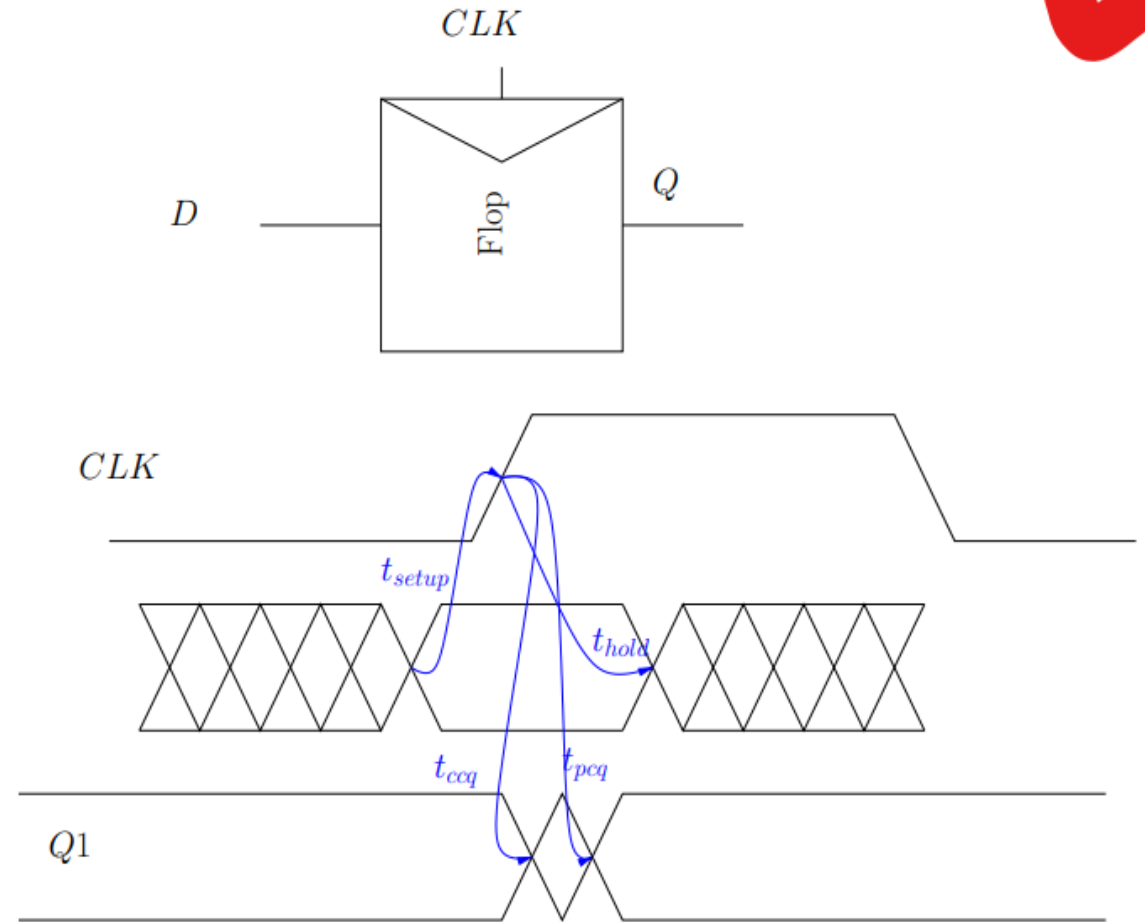 CLK
D
Q
Flop
CLK
t_setup
t_hold
t_ccq
t_pcq
Q1